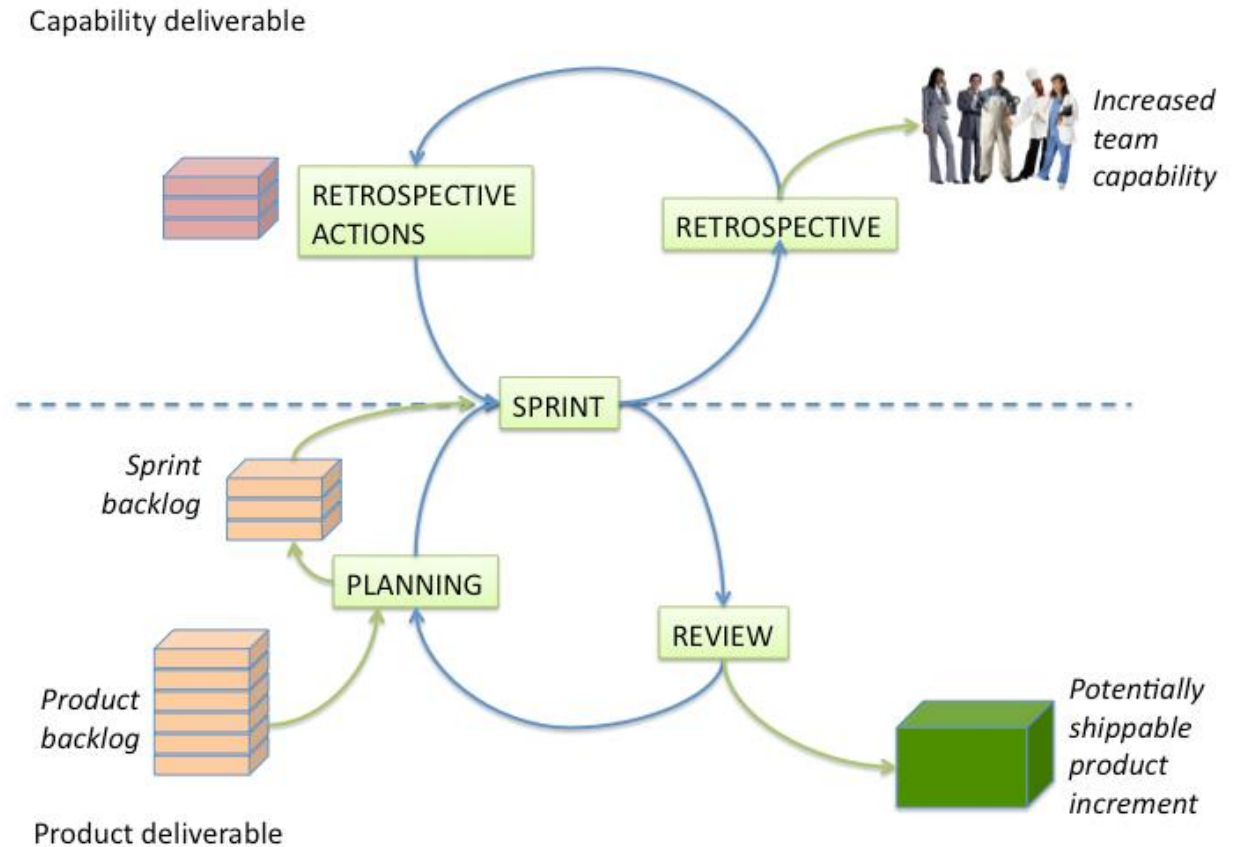 Capability deliverable
Increased
team
capability
RETROSPECTIVE
ACTIONS
RETROSPECTIVE
SPRINT
Sprint
backlog
PLANNING
REVIEW
Product
backlog
Potentially
shippable
product
increment
Product deliverable